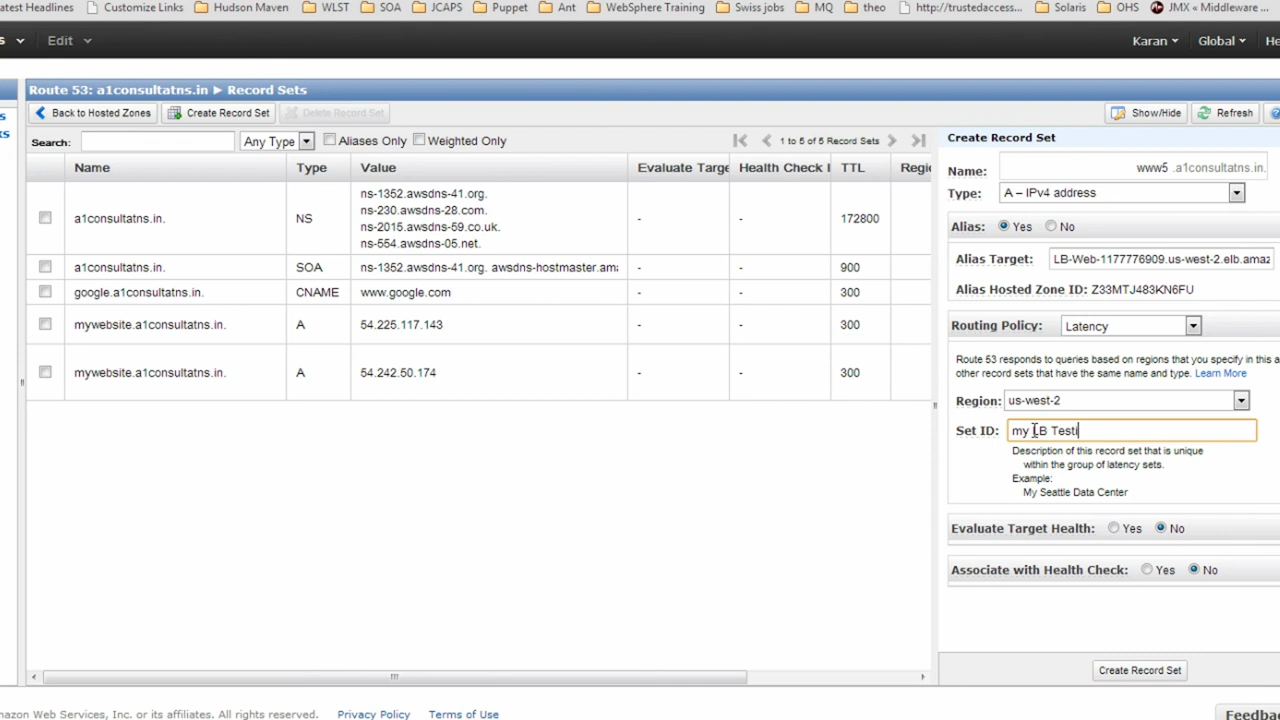 atest Headlines Customize Links Hudson Maven WLST SOA JCAPS Puppet Ant WebSphere Training Swiss jobs MQ theo http://trustedaccess... Solaris OHS JMX « Middleware ...
s Edit Karan Global He
Route 53: a1consultatns.in ▸ Record Sets
Back to Hosted Zones Create Record Set Delete Record Set Show/Hide Refresh
Search: Any Type Aliases Only Weighted Only 1 to 5 of 5 Record Sets
Name Type Value Evaluate Targe Health Check I TTL Regi
a1consultatns.in. NS ns-1352.awsdns-41.org. - - 172800
ns-230.awsdns-28.com.
ns-2015.awsdns-59.co.uk.
ns-554.awsdns-05.net.
a1consultatns.in. SOA ns-1352.awsdns-41.org. awsdns-hostmaster.ama - - 900
google.a1consultatns.in. CNAME www.google.com - - 300
mywebsite.a1consultatns.in. A 54.225.117.143 - - 300
mywebsite.a1consultatns.in. A 54.242.50.174 - - 300
Create Record Set
Name: www5 .a1consultatns.in.
Type: A – IPv4 address
Alias: Yes No
Alias Target: LB-Web-1177776909.us-west-2.elb.amaz
Alias Hosted Zone ID: Z33MTJ483KN6FU
Routing Policy: Latency
Route 53 responds to queries based on regions that you specify in this a
other record sets that have the same name and type. Learn More
Region: us-west-2
Set ID: my LB Testi
Description of this record set that is unique
within the group of latency sets.
Example:
My Seattle Data Center
Evaluate Target Health: Yes No
Associate with Health Check: Yes No
Create Record Set
mazon Web Services, Inc. or its affiliates. All rights reserved. Privacy Policy Terms of Use Feedba